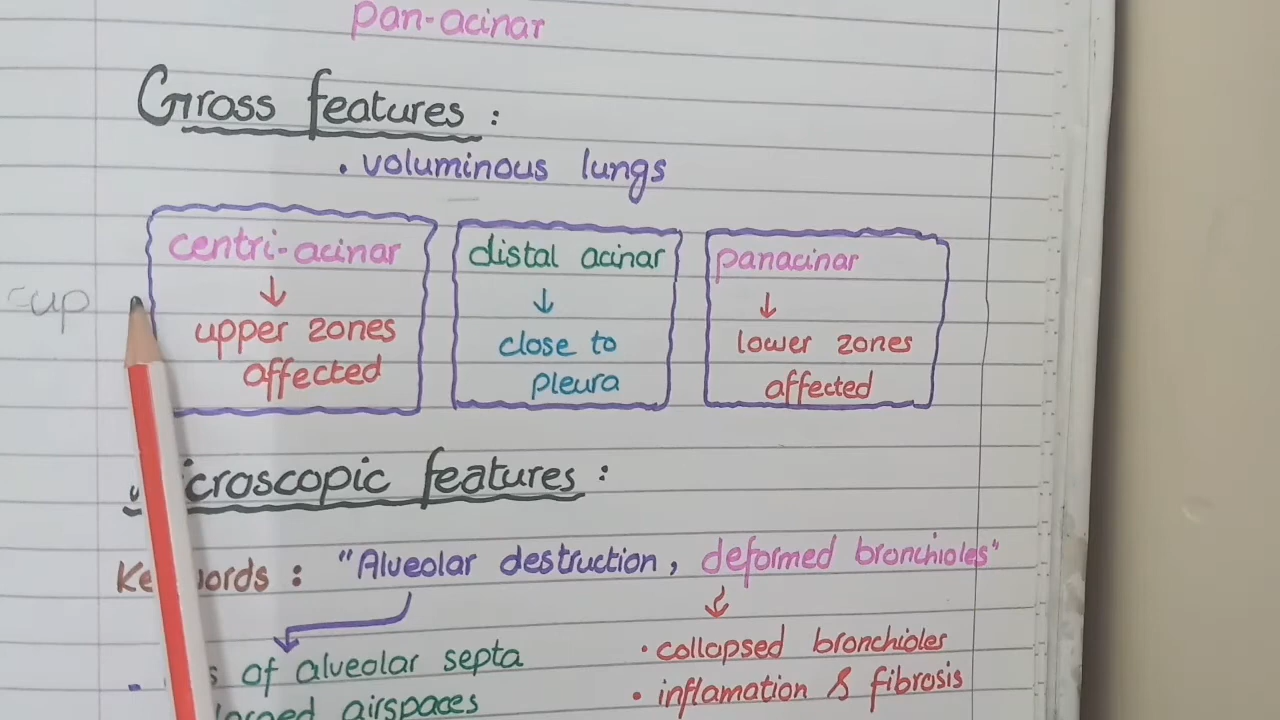 pan-acinar
Gross features :
. voluminous lungs
centri-acinar
↓
upper zones
affected
distal acinar
↓
close to
pleura
panacinar
↓
lower zones
affected
cup
features :
: "Alveolar destruction, deformed bronchioles"
of alveolar septa
airspaces
• collapsed bronchioles
• inflamation & fibrosis